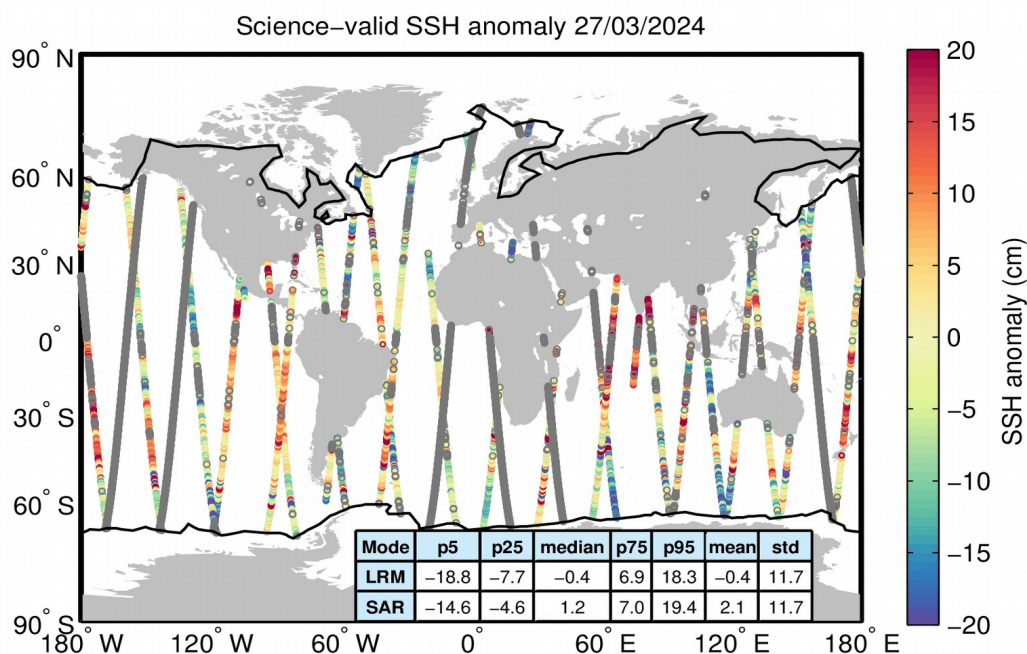 Science−valid SSH anomaly 27/03/2024
90° N
60° N
30° N
0°
30° S
60° S
90° S
180° W
120° W
60° W
0°
60° E
120° E
180° E
Mode p5 p25 median p75 p95 mean std
LRM −18.8 −7.7 −0.4 6.9 18.3 −0.4 11.7
SAR −14.6 −4.6 1.2 7.0 19.4 2.1 11.7
20
15
10
5
0
−5
−10
−15
−20
SSH anomaly (cm)